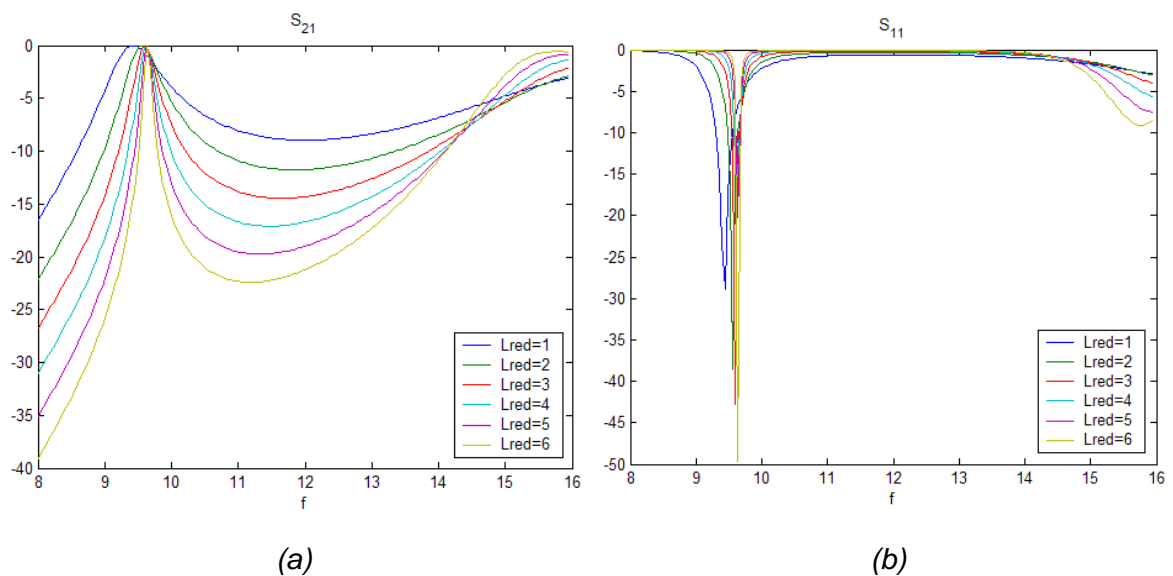 S21
0
-5
-10
-15
-20
-25
-30
-35
-40
8 9 10 11 12 13 14 15 16
f
Lred=1
Lred=2
Lred=3
Lred=4
Lred=5
Lred=6
(a)
S11
0
-5
-10
-15
-20
-25
-30
-35
-40
-45
-50
8 9 10 11 12 13 14 15 16
f
Lred=1
Lred=2
Lred=3
Lred=4
Lred=5
Lred=6
(b)